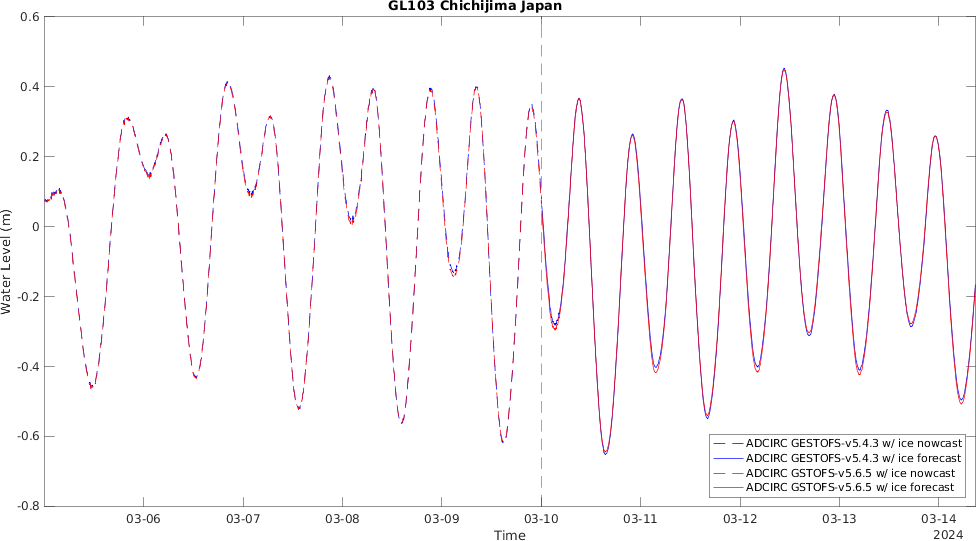 GL103 Chichijima Japan
0.6
0.4
0.2
0
-0.2
-0.4
-0.6
-0.8
Water Level (m)
ADCIRC GESTOFS-v5.4.3 w/ ice nowcast
ADCIRC GESTOFS-v5.4.3 w/ ice forecast
ADCIRC GSTOFS-v5.6.5 w/ ice nowcast
ADCIRC GSTOFS-v5.6.5 w/ ice forecast
03-06 03-07 03-08 03-09 03-10 03-11 03-12 03-13 03-14
Time
2024